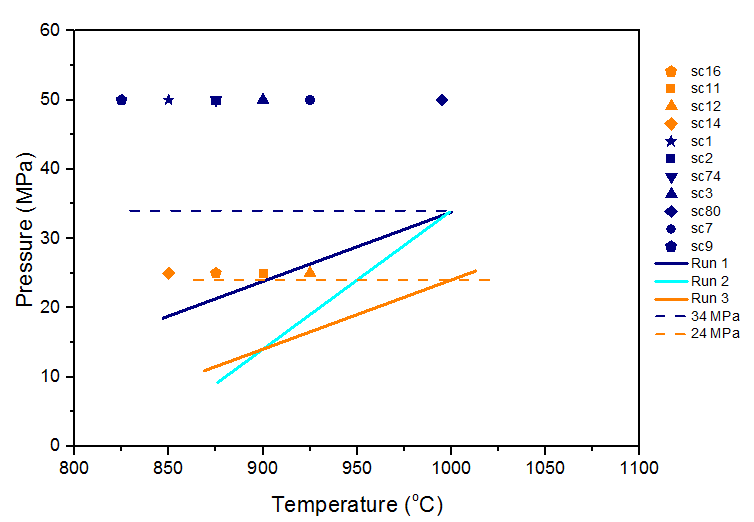 60
50
40
30
20
10
0
Pressure (MPa)
800
850
900
950
1000
1050
1100
Temperature (°C)
sc16
sc11
sc12
sc14
sc1
sc2
sc74
sc3
sc80
sc7
sc9
Run 1
Run 2
Run 3
34 MPa
24 MPa